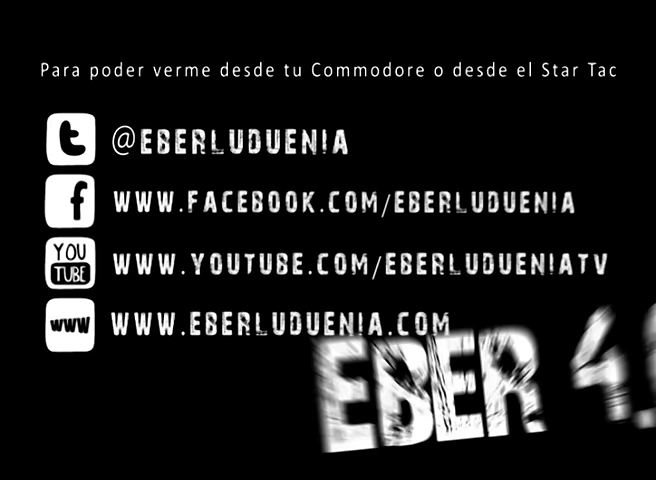 Para poder verme desde tu Commodore o desde el Star Tac
t @EBERLUDUENIA
f WWW.FACEBOOK.COM/EBERLUDUENIA
YOU TUBE WWW.YOUTUBE.COM/EBERLUDUENIATV
WWW WWW.EBERLUDUENIA.COM
EBER 4.